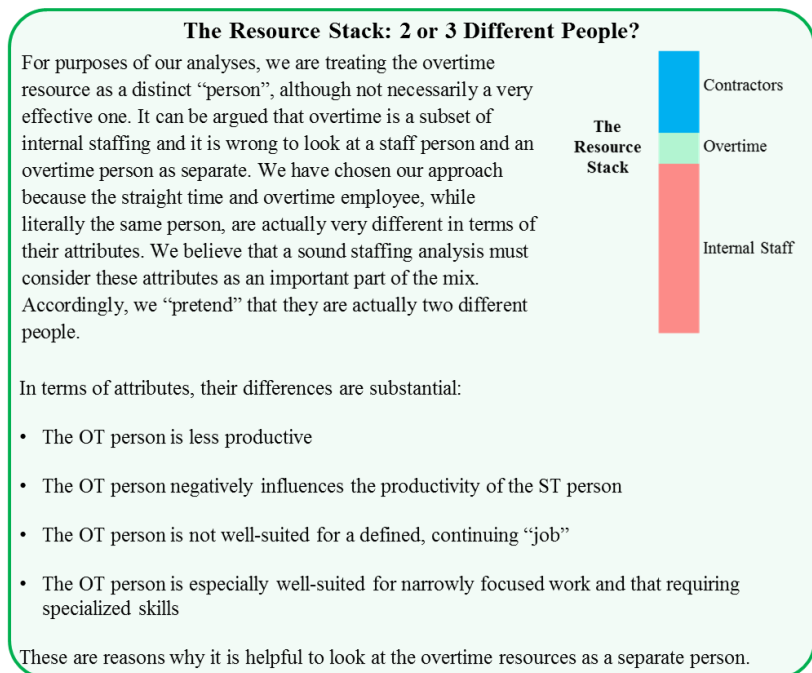 The Resource Stack: 2 or 3 Different People?
For purposes of our analyses, we are treating the overtime
resource as a distinct “person”, although not necessarily a very
effective one. It can be argued that overtime is a subset of
internal staffing and it is wrong to look at a staff person and an
overtime person as separate. We have chosen our approach
because the straight time and overtime employee, while
literally the same person, are actually very different in terms of
their attributes. We believe that a sound staffing analysis must
consider these attributes as an important part of the mix.
Accordingly, we “pretend” that they are actually two different
people.
The
Resource
Stack
Contractors
Overtime
Internal Staff
In terms of attributes, their differences are substantial:
• The OT person is less productive
• The OT person negatively influences the productivity of the ST person
• The OT person is not well-suited for a defined, continuing “job”
• The OT person is especially well-suited for narrowly focused work and that requiring
specialized skills
These are reasons why it is helpful to look at the overtime resources as a separate person.